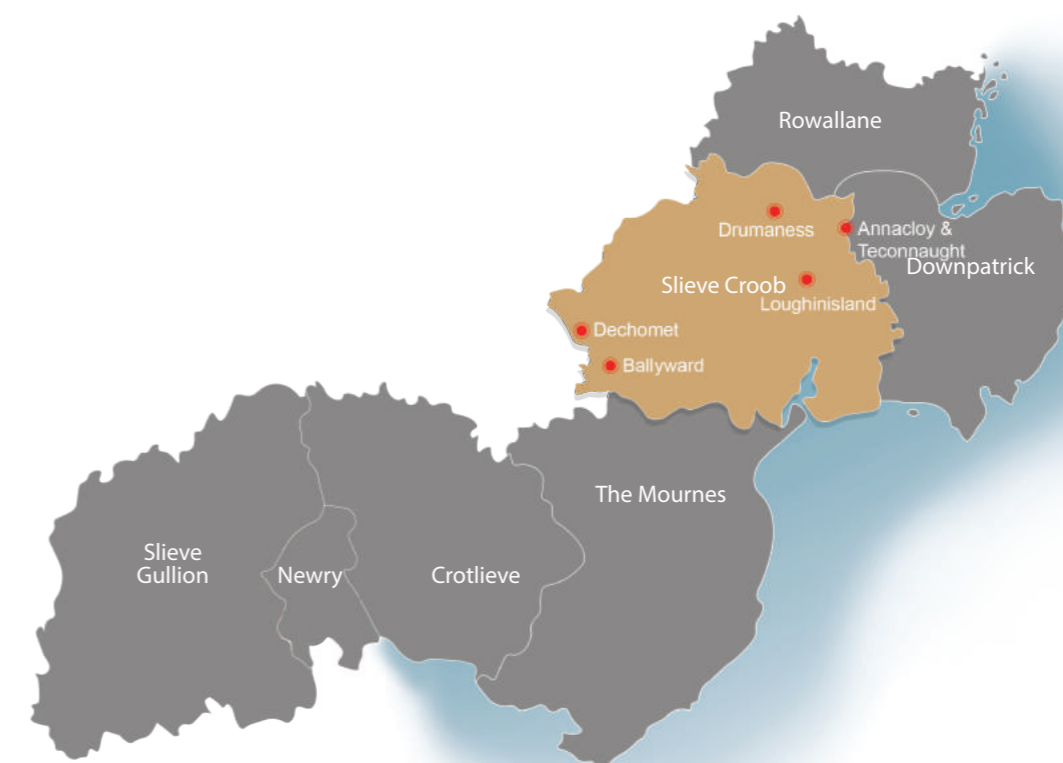 Rowallane
Drumaness
Annacloy &
Teconnaught
Downpatrick
Slieve Croob
Loughinisland
Dechomet
Ballyward
The Mournes
Slieve
Gullion
Newry
Crotlieve